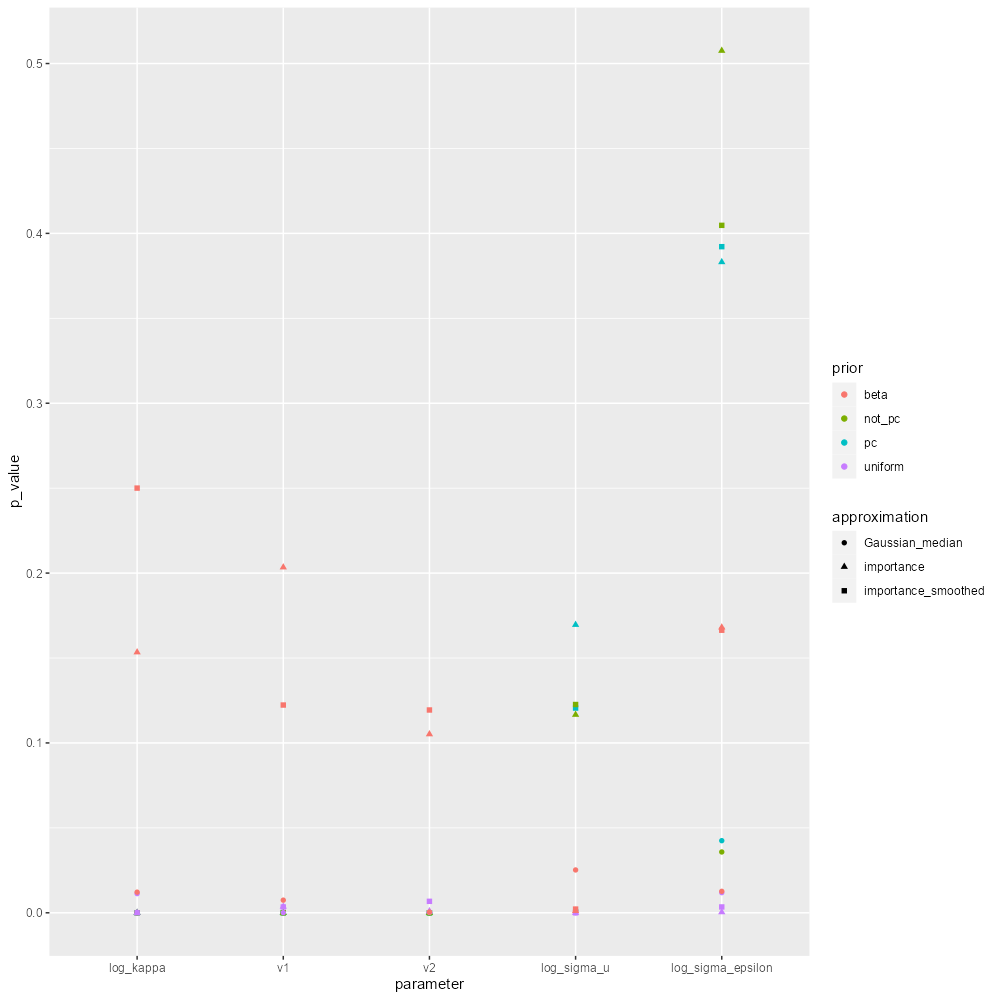 0.5
0.4
0.3
0.2
0.1
0.0
p_value
log_kappa
v1
v2
log_sigma_u
log_sigma_epsilon
parameter
prior
beta
not_pc
pc
uniform
approximation
Gaussian_median
importance
importance_smoothed